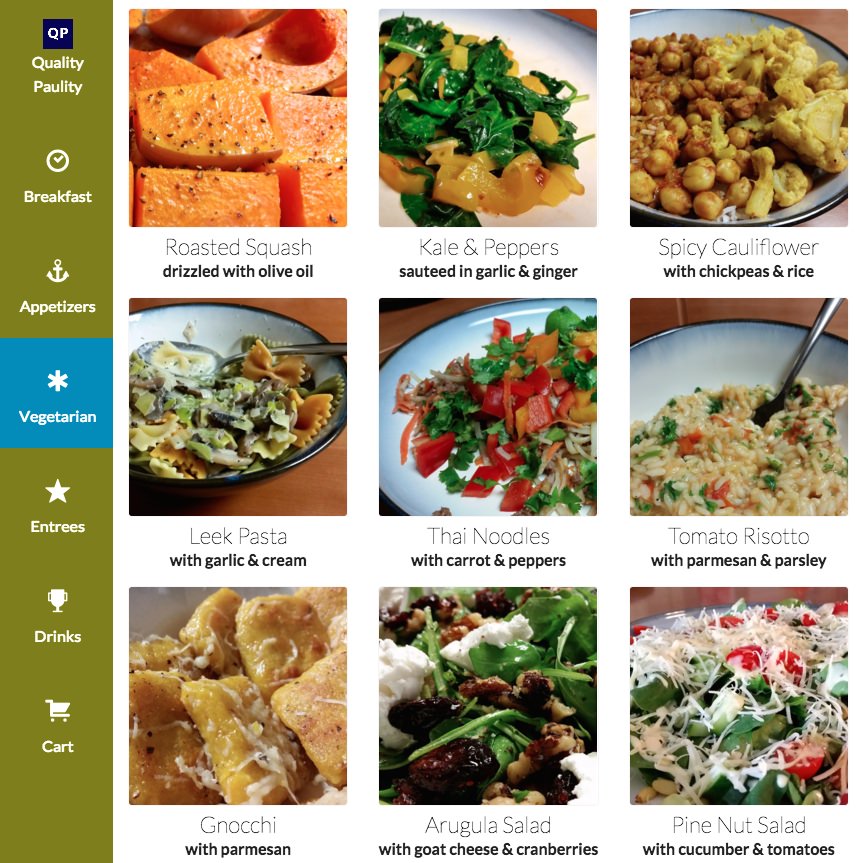 QP
Quality
Paulity
Breakfast
Appetizers
Vegetarian
Entrees
Drinks
Cart
Roasted Squash
drizzled with olive oil
Kale & Peppers
sauteed in garlic & ginger
Spicy Cauliflower
with chickpeas & rice
Leek Pasta
with garlic & cream
Thai Noodles
with carrot & peppers
Tomato Risotto
with parmesan & parsley
Gnocchi
with parmesan
Arugula Salad
with goat cheese & cranberries
Pine Nut Salad
with cucumber & tomatoes